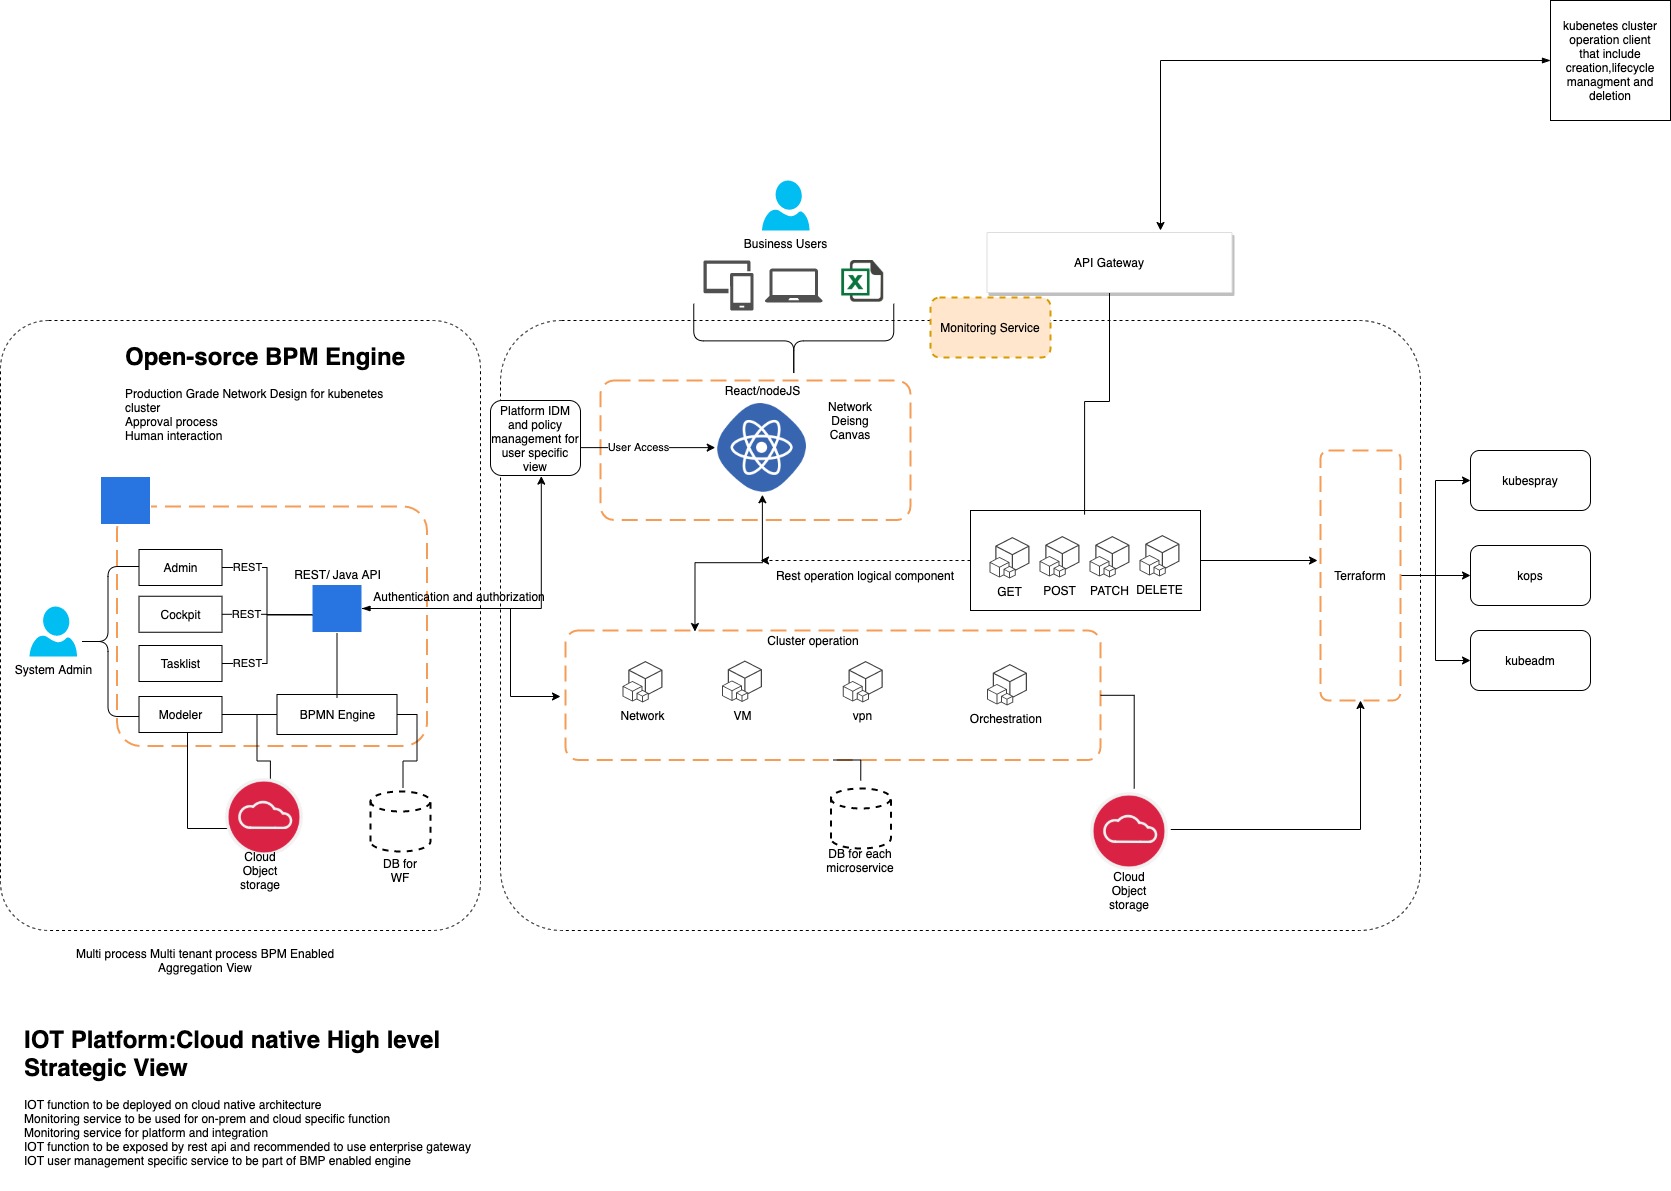 kubenetes cluster
operation client
that include
creation,lifecycle
managment and
deletion
Business Users
API Gateway
Monitoring Service
Open-sorce BPM Engine
Production Grade Network Design for kubenetes
cluster
Approval process
Human interaction
React/nodeJS
Network
Deisng
Canvas
Platform IDM
and policy
management for
user specific
view
User Access
kubespray
Admin
REST
REST/ Java API
Authentication and authorization
Cockpit
REST
Tasklist
REST
System Admin
Modeler
BPMN Engine
Rest operation logical component
GET
POST
PATCH
DELETE
Terraform
kops
kubeadm
Cluster operation
Network
VM
vpn
Orchestration
Cloud
Object
storage
DB for
WF
DB for each
microservice
Cloud
Object
storage
Multi process Multi tenant process BPM Enabled
Aggregation View
IOT Platform:Cloud native High level
Strategic View
IOT function to be deployed on cloud native architecture
Monitoring service to be used for on-prem and cloud specific function
Monitoring service for platform and integration
IOT function to be exposed by rest api and recommended to use enterprise gateway
IOT user management specific service to be part of BMP enabled engine